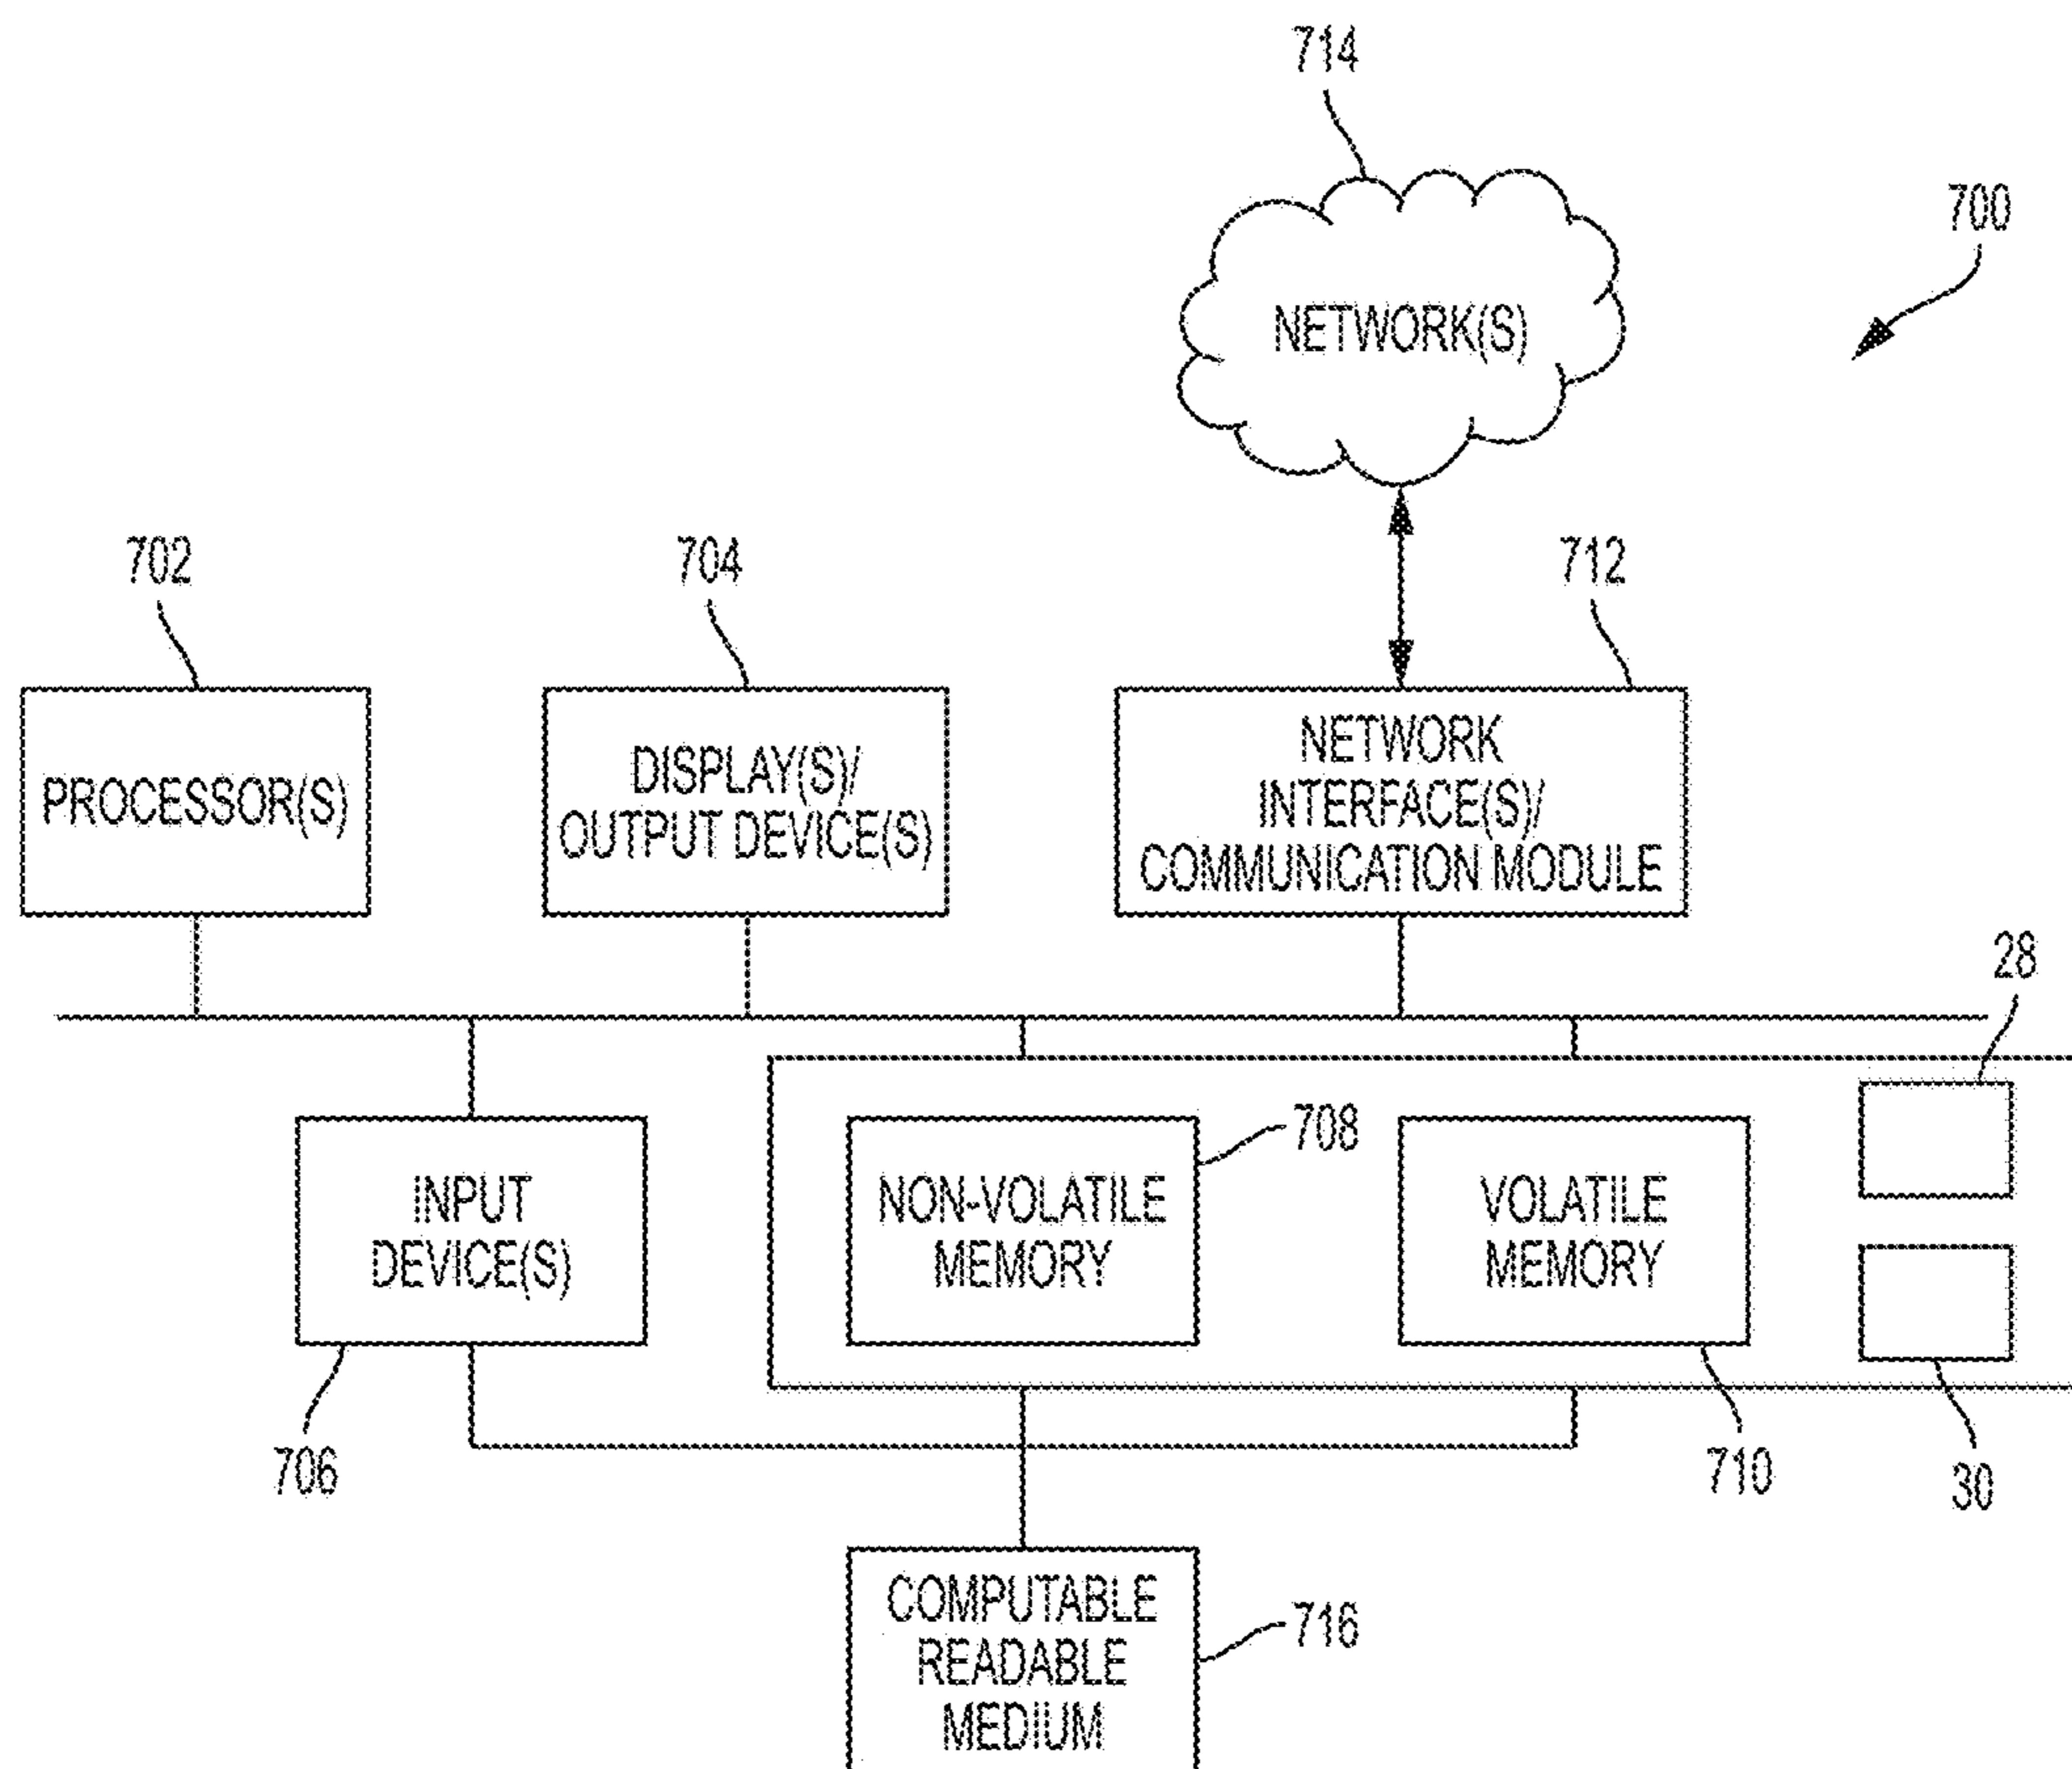 714
700
NETWORK(S)
702
704
712
PROCESSOR(S)
DISPLAY(S)/
OUTPUT DEVICE(S)
NETWORK
INTERFACE(S)/
COMMUNICATION MODULE
28
708
INPUT
DEVICE(S)
NON-VOLATILE
MEMORY
VOLATILE
MEMORY
706
710
30
COMPUTABLE
READABLE
MEDIUM
716